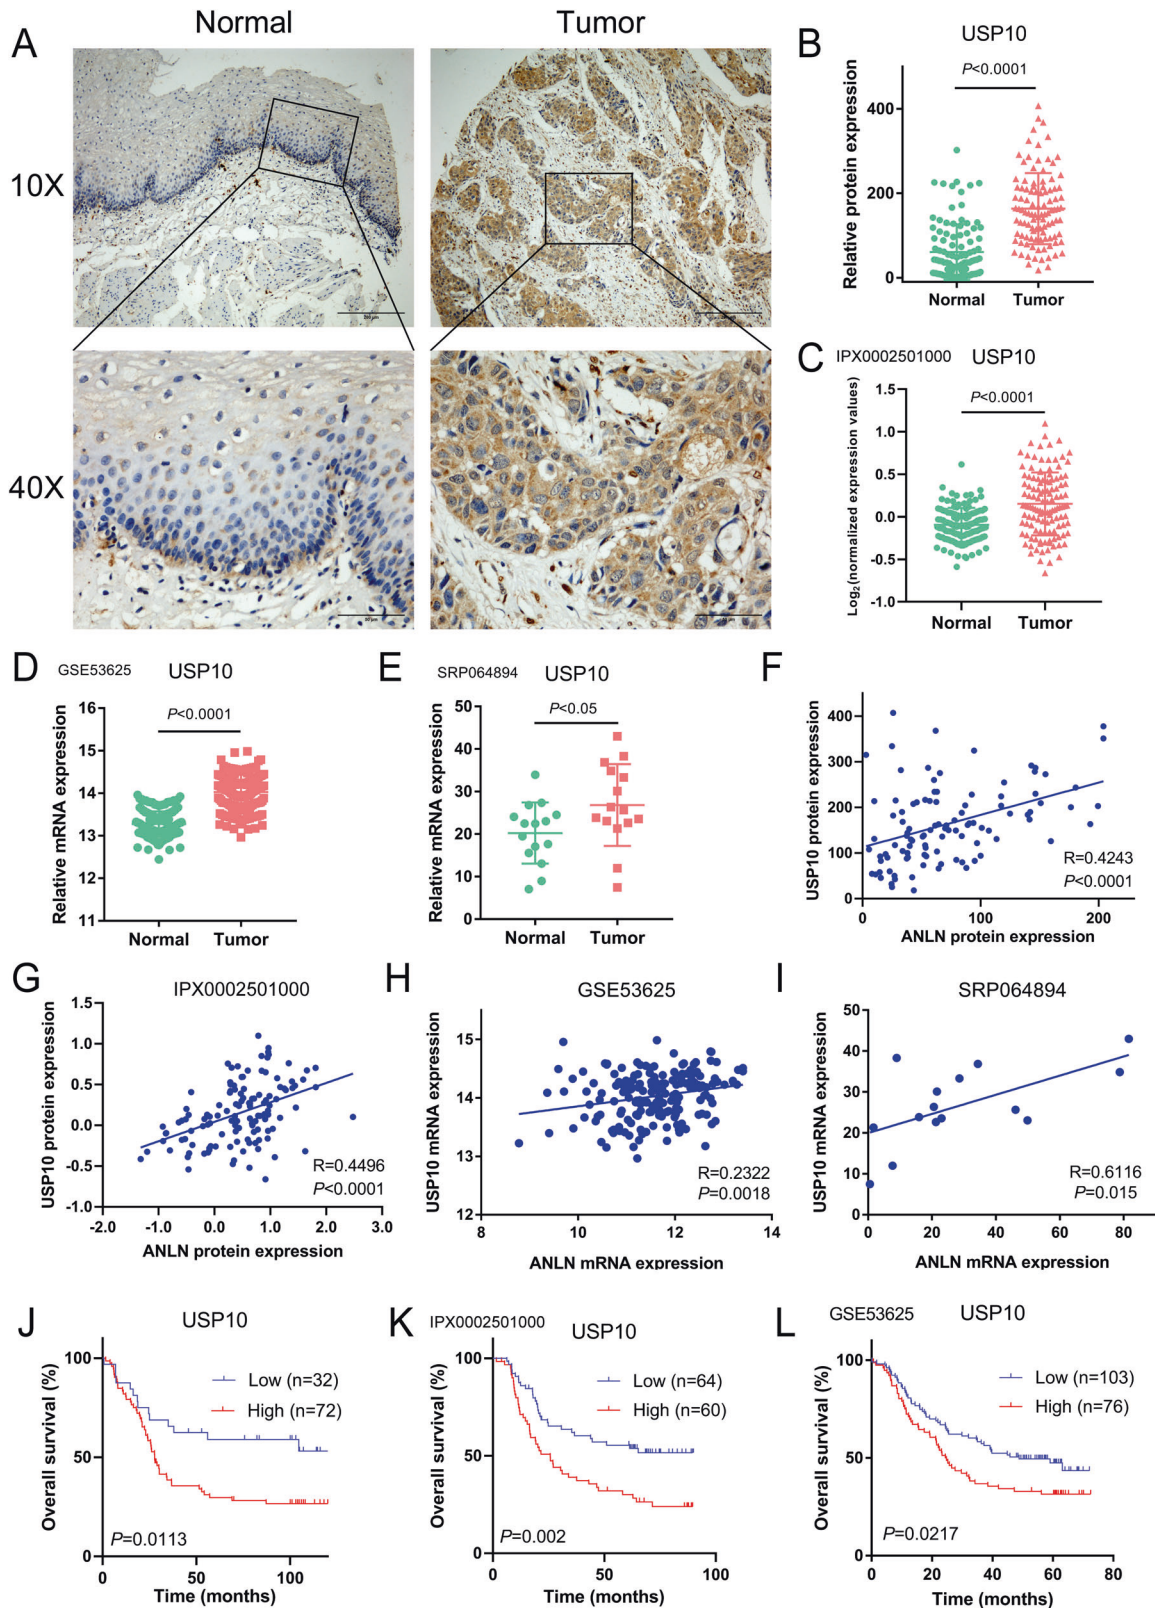 A
Normal
Tumor
10X
40X
200 μm
B
USP10
P<0.0001
Relative protein expression
400
200
0
Normal
Tumor
C
IPX0002501000
USP10
P<0.0001
Log2(normalized expression values)
1.5
1.0
0.5
0.0
-0.5
-1.0
Normal
Tumor
D
GSE53625
USP10
P<0.0001
Relative mRNA expression
16
15
14
13
12
11
Normal
Tumor
E
SRP064894
USP10
P<0.05
Relative mRNA expression
50
40
30
20
10
0
Normal
Tumor
F
USP10 protein expression
400
300
200
100
0
R=0.4243
P<0.0001
0
100
200
ANLN protein expression
G
IPX0002501000
USP10 protein expression
1.5
1.0
0.5
0.0
-0.5
-1.0
R=0.4496
P<0.0001
-2.0
-1.0
0.0
1.0
2.0
3.0
ANLN protein expression
H
GSE53625
USP10 mRNA expression
15
14
13
12
R=0.2322
P=0.0018
8
10
12
14
ANLN mRNA expression
I
SRP064894
USP10 mRNA expression
50
40
30
20
10
0
R=0.6116
P=0.015
0
20
40
60
80
ANLN mRNA expression
J
USP10
Overall survival (%)
100
50
0
Low (n=32)
High (n=72)
P=0.0113
0
50
100
Time (months)
K
IPX0002501000
USP10
Overall survival (%)
100
50
0
Low (n=64)
High (n=60)
P=0.002
0
50
100
Time (months)
L
GSE53625
USP10
Overall survival (%)
100
50
0
Low (n=103)
High (n=76)
P=0.0217
0
20
40
60
80
Time (months)